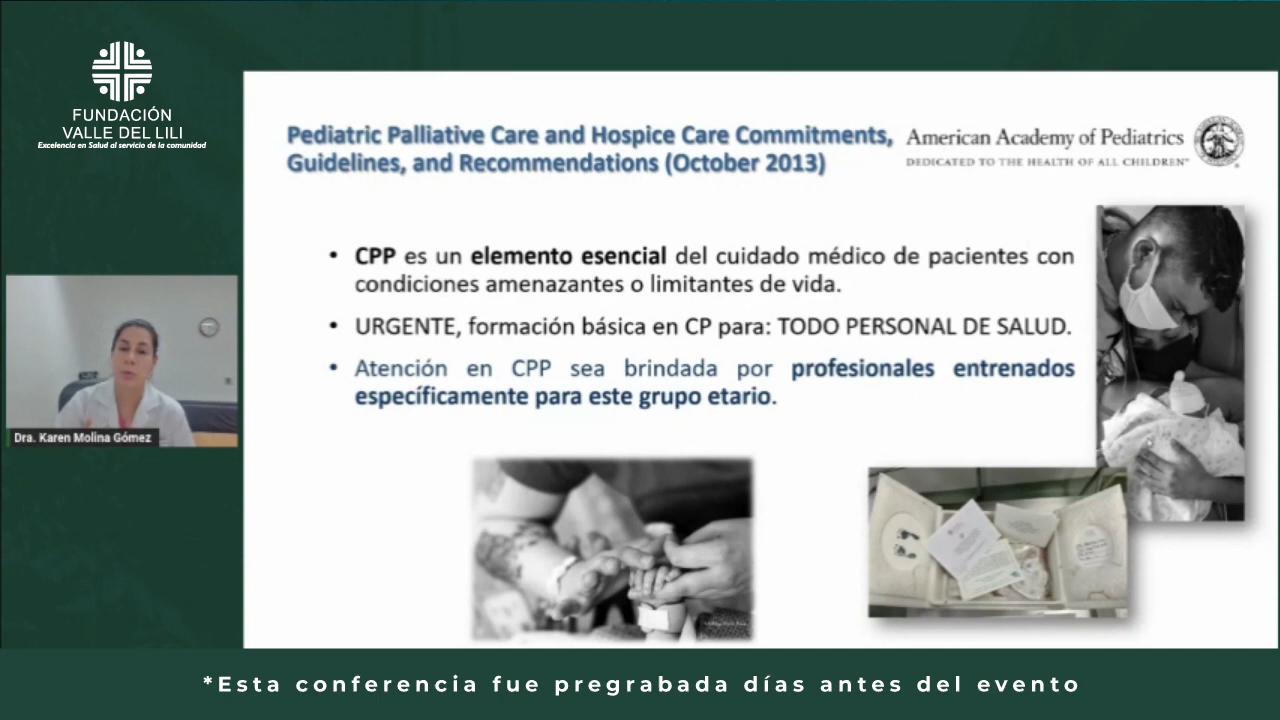 FUNDACIÓN
VALLE DEL LILI
Excelencia en Salud al servicio de la comunidad
Pediatric Palliative Care and Hospice Care Commitments,
Guidelines, and Recommendations (October 2013)
American Academy of Pediatrics
DEDICATED TO THE HEALTH OF ALL CHILDREN
• CPP es un elemento esencial del cuidado médico de pacientes con
condiciones amenazantes o limitantes de vida.
• URGENTE, formación básica en CP para: TODO PERSONAL DE SALUD.
• Atención en CPP sea brindada por profesionales entrenados
específicamente para este grupo etario.
Dra. Karen Molina Gómez
*Esta conferencia fue pregrabada días antes del evento